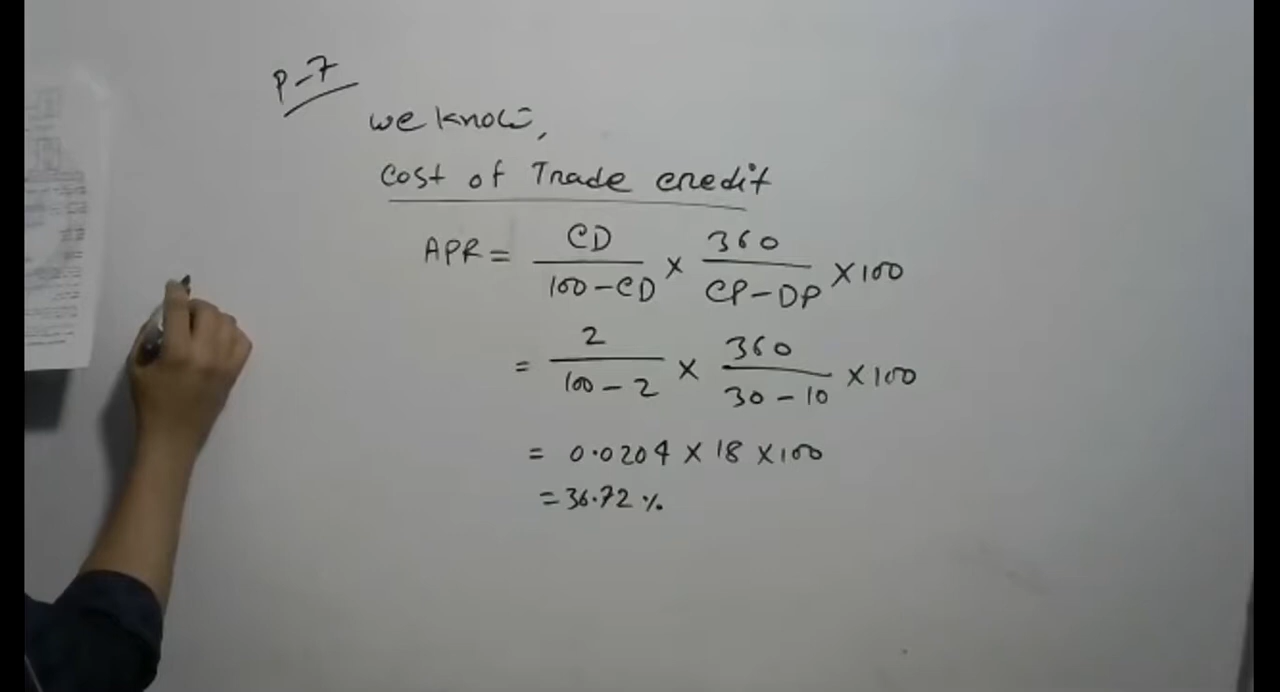 P-7
we know,
Cost of Trade credit
APR = CD / 100 - CD × 360 / CP - DP × 100
= 2 / 100 - 2 × 360 / 30 - 10 × 100
= 0.0204 × 18 × 100
= 36.72 %